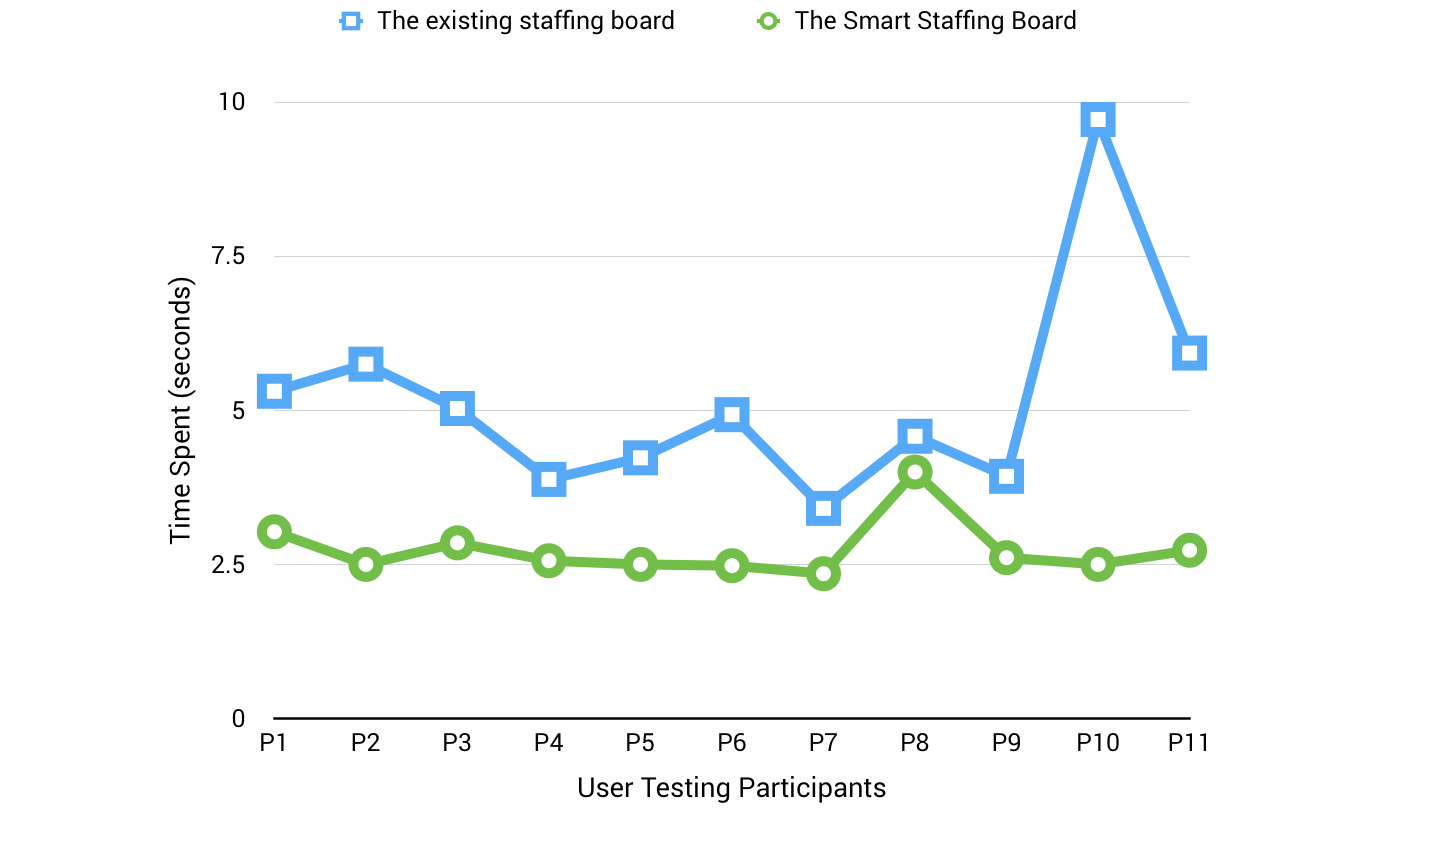 The existing staffing board
The Smart Staffing Board
10
7.5
5
2.5
0
Time Spent (seconds)
P1 P2 P3 P4 P5 P6 P7 P8 P9 P10 P11
User Testing Participants